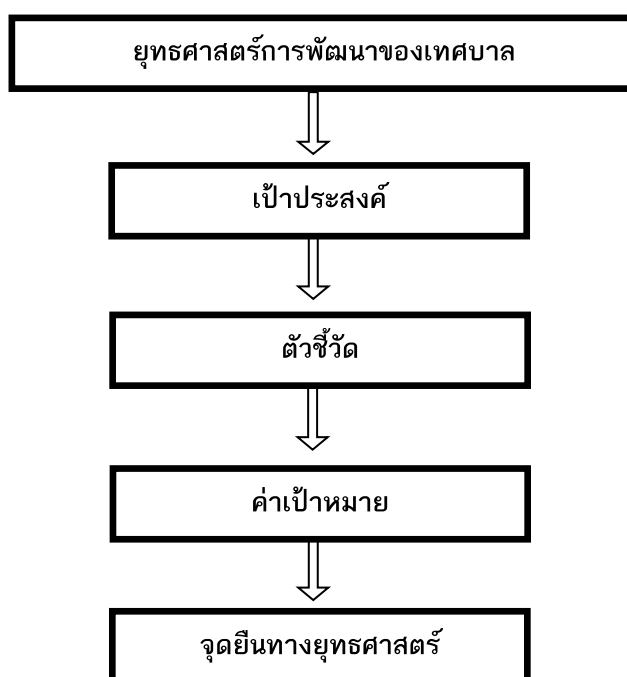 ยุทธศาสตร์การพัฒนาของเทศบาล
เป้าประสงค์
ตัวชี้วัด
ค่าเป้าหมาย
จุดยืนทางยุทธศาสตร์